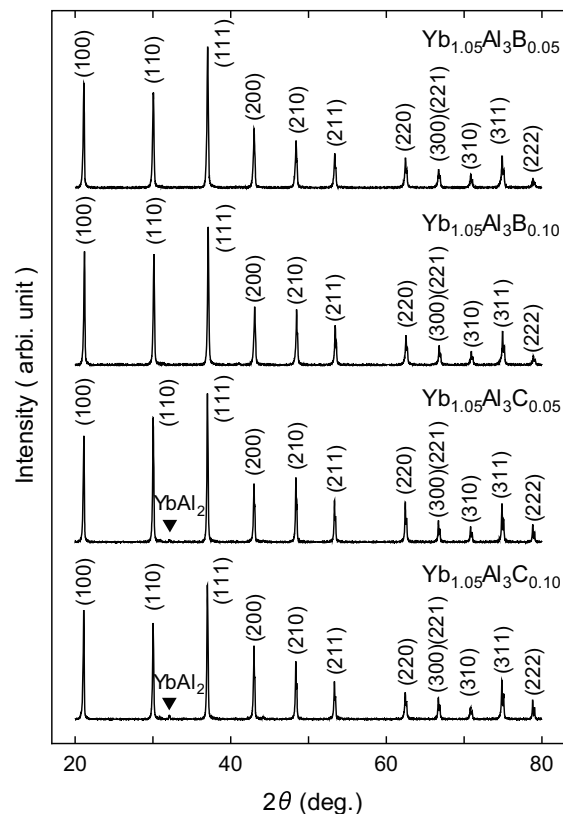 Yb1.05Al3B0.05
(100) (110) (111) (200) (210) (211) (220) (300)(221) (310) (311) (222)
Yb1.05Al3B0.10
(100) (110) (111) (200) (210) (211) (220) (300)(221) (310) (311) (222)
Yb1.05Al3C0.05
(100) (110) (111) (200) (210) (211) (220) (300)(221) (310) (311) (222)
YbAl2
Yb1.05Al3C0.10
(100) (110) (111) (200) (210) (211) (220) (300)(221) (310) (311) (222)
YbAl2
Intensity ( arbi. unit )
20 40 60 80
2θ (deg.)